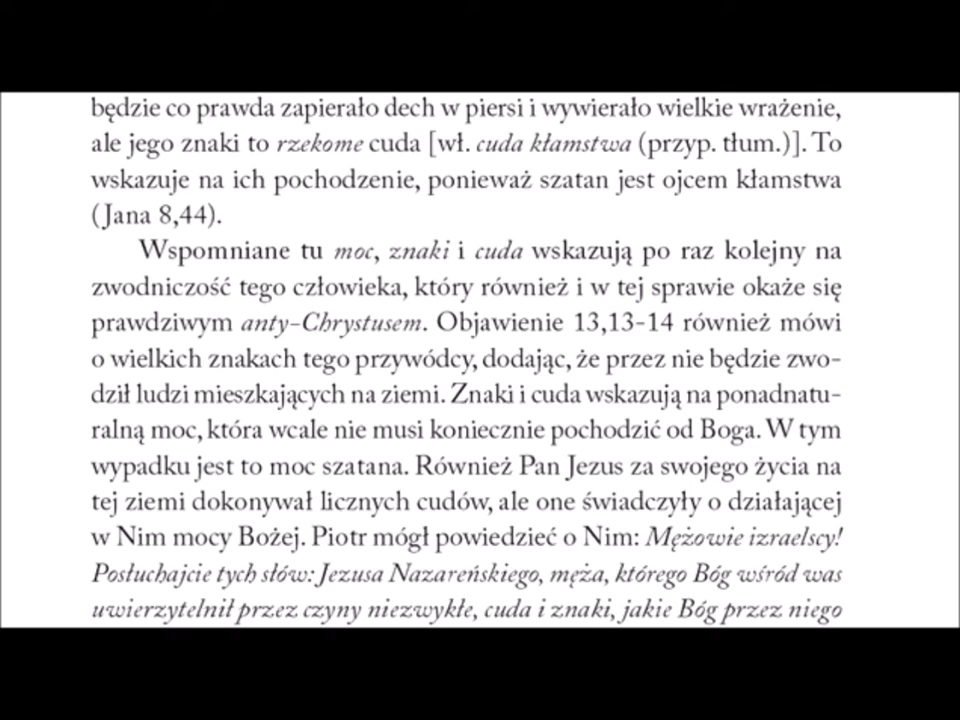 będzie co prawda zapierało dech w piersi i wywierało wielkie wrażenie,
ale jego znaki to rzekome cuda [wł. cuda kłamstwa (przyp. tłum.)]. To
wskazuje na ich pochodzenie, ponieważ szatan jest ojcem kłamstwa
(Jana 8,44).
Wspomniane tu moc, znaki i cuda wskazują po raz kolejny na
zwodniczość tego człowieka, który również i w tej sprawie okaże się
prawdziwym anty-Chrystusem. Objawienie 13,13-14 również mówi
o wielkich znakach tego przywódcy, dodając, że przez nie będzie zwo-
dził ludzi mieszkających na ziemi. Znaki i cuda wskazują na ponadnatu-
ralną moc, która wcale nie musi koniecznie pochodzić od Boga. W tym
wypadku jest to moc szatana. Również Pan Jezus za swojego życia na
tej ziemi dokonywał licznych cudów, ale one świadczyły o działającej
w Nim mocy Bożej. Piotr mógł powiedzieć o Nim: Mężowie izraelscy!
Posłuchajcie tych słów: Jezusa Nazareńskiego, męża, którego Bóg wśród was
uwierzytelnił przez czyny niezwykłe, cuda i znaki, jakie Bóg przez niego